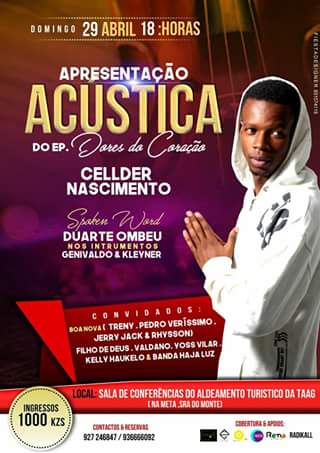 DOMINGO 29 ABRIL 18 :HORAS
APRESENTAÇÃO
ACUSTICA
DO EP. Dores do Coração
CELLDER
NASCIMENTO
Spoken Word
DUARTE OMBEU
NOS INTRUMENTOS
GENIVALDO & KLEYNER
CONVIDADOS:
BOA NOVA ( TRENY . PEDRO VERÍSSIMO .
JERRY JACK & RHYSSON)
FILHO DE DEUS . VALDANO. YOSS VILAR .
KELLY HAUKELO & BANDA HAJA LUZ
LOCAL: SALA DE CONFERÊNCIAS DO ALDEAMENTO TURISTICO DA TAAG
( NA META ,SRA DO MONTE)
INGRESSOS
1000 KZS
CONTACTOS & RESERVAS
927 246847 / 936666092
COBERTURA & APOIOS:
RADIKALL